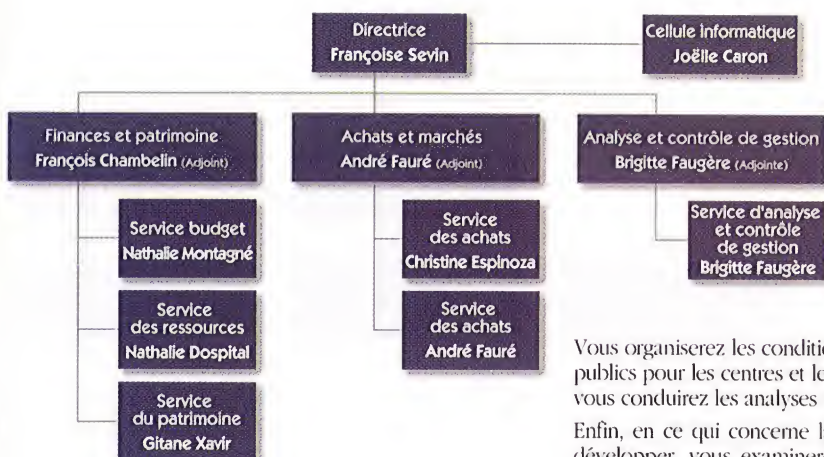 Directrice
Françoise Sevin
Cellule informatique
Joëlle Caron
Finances et patrimoine
François Chambelin (Adjoint)
Achats et marchés
André Fauré (Adjoint)
Analyse et contrôle de gestion
Brigitte Faugère (Adjointe)
Service budget
Nathalie Montagné
Service
des ressources
Nathalie Dospital
Service
du patrimoine
Gitane Xavir
Service
des achats
Christine Espinoza
Service
des achats
André Fauré
Service d'analyse
et contrôle
de gestion
Brigitte Faugère
Vous organiserez les
publics pour les centres et
vous conduirez les analyses
Enfin, en ce qui concerne
développer, vous